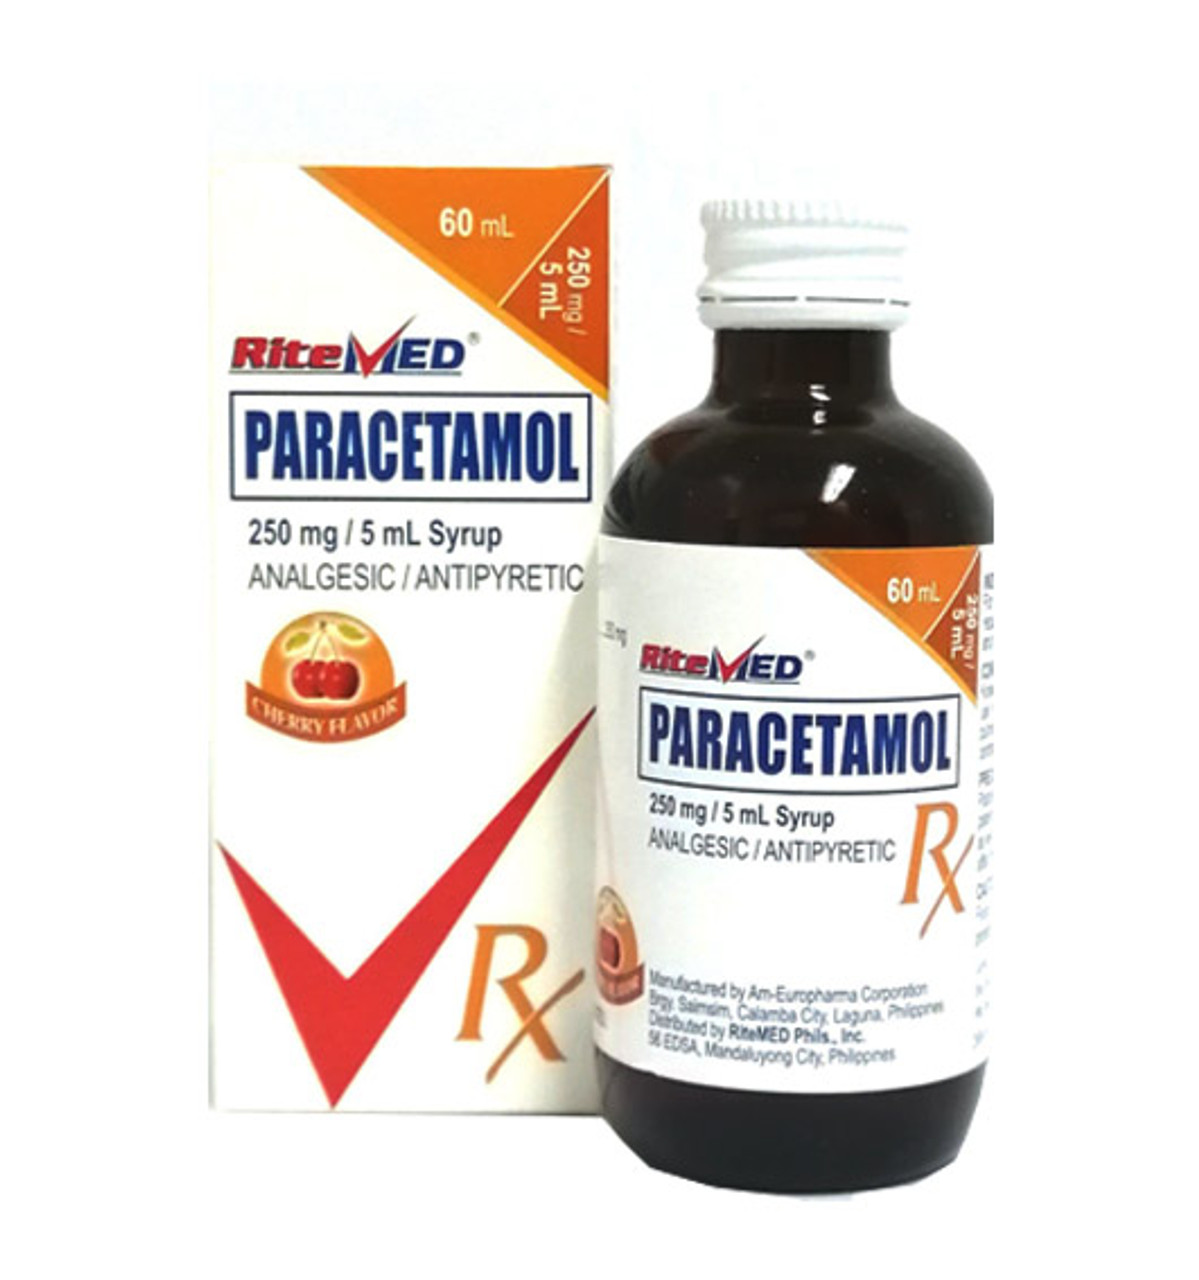 60 mL
250 mg /
5 mL
RiteMED®
PARACETAMOL
250 mg / 5 mL Syrup
ANALGESIC / ANTIPYRETIC
CHERRY FLAVOR
Rx
60 mL
250 mg /
5 mL
RiteMED®
PARACETAMOL
250 mg / 5 mL Syrup
ANALGESIC / ANTIPYRETIC
Rx
Manufactured by Am-Europharma Corporation
Brgy. Saimsim, Calamba City, Laguna, Philippines
Distributed by RiteMED Phils., Inc.
56 EDSA, Mandaluyong City, Philippines